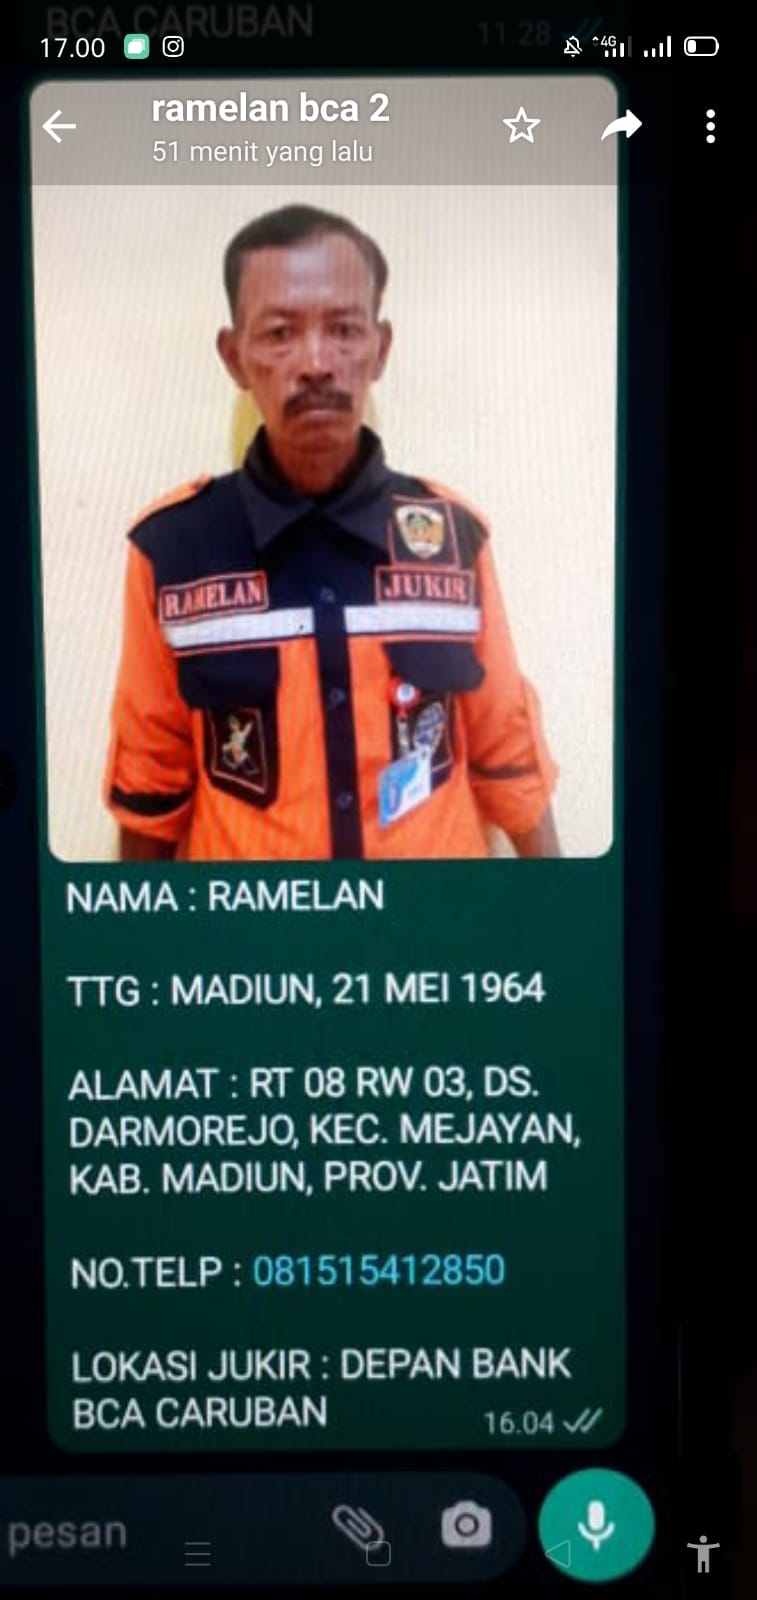 BCA CARUBAN
11.28
17.00
4G
ramelan bca 2
51 menit yang lalu
RAMELAN
JUKIR
NAMA : RAMELAN
TTG : MADIUN, 21 MEI 1964
ALAMAT : RT 08 RW 03, DS.
DARMOREJO, KEC. MEJAYAN,
KAB. MADIUN, PROV. JATIM
NO.TELP : 081515412850
LOKASI JUKIR : DEPAN BANK
BCA CARUBAN
16.04
pesan